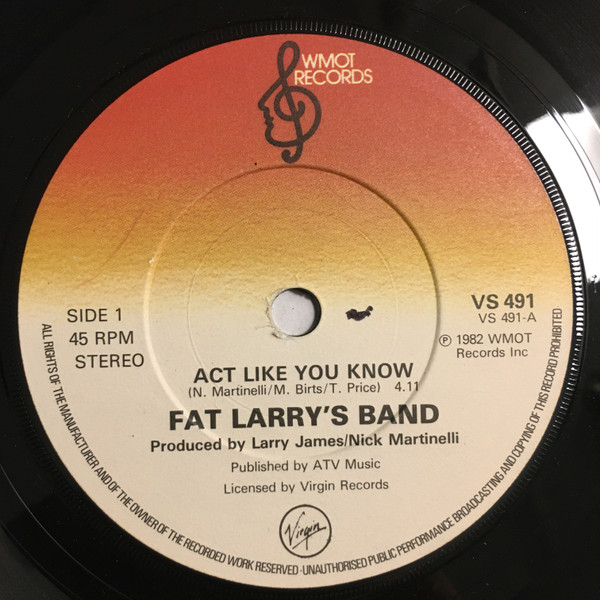 WMOT
RECORDS
SIDE 1
45 RPM
STEREO
VS 491
VS 491-A
℗ 1982 WMOT
Records Inc
ACT LIKE YOU KNOW
(N. Martinelli/M. Birts/T. Price) 4.11
FAT LARRY'S BAND
Produced by Larry James/Nick Martinelli
Published by ATV Music
Licensed by Virgin Records
Virgin
ALL RIGHTS OF THE MANUFACTURER AND OF THE OWNER OF THE RECORDED WORK RESERVED · UNAUTHORISED PUBLIC PERFORMANCE BROADCASTING AND COPYING OF THIS RECORD PROHIBITED